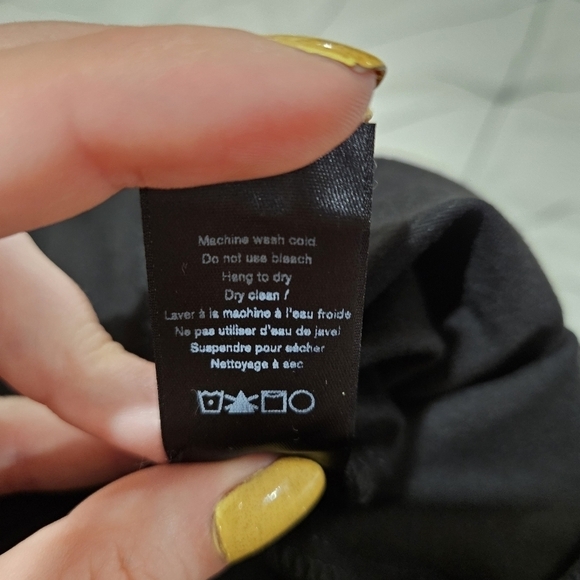 Machine wash cold
Do not use bleach
Hang to dry
Dry clean /
Laver à la machine à l'eau froide
Ne pas utiliser d'eau de javel
Suspendre pour sécher
Nettoyage à sec